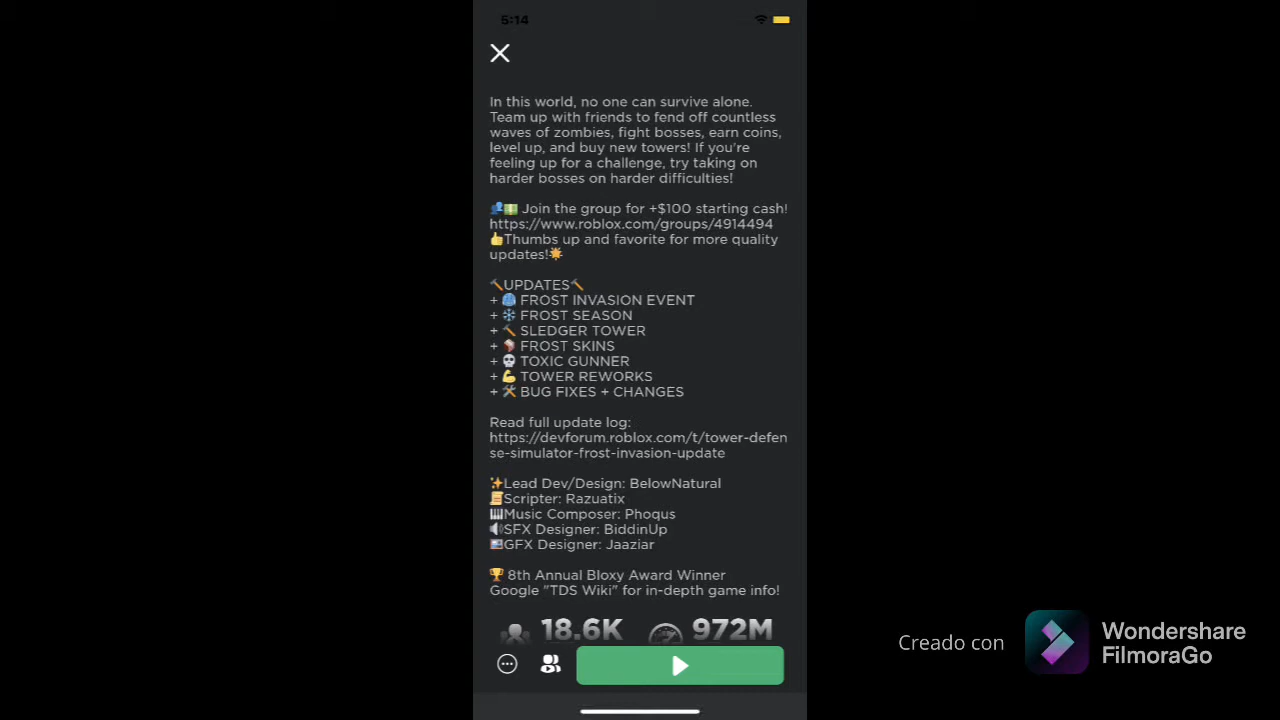 5:14
In this world, no one can survive alone.
Team up with friends to fend off countless
waves of zombies, fight bosses, earn coins,
level up, and buy new towers! If you're
feeling up for a challenge, try taking on
harder bosses on harder difficulties!
👥💵 Join the group for +$100 starting cash!
https://www.roblox.com/groups/4914494
👍Thumbs up and favorite for more quality
updates!🌟
🔨UPDATES🔨
+ 🧊 FROST INVASION EVENT
+ ❄️ FROST SEASON
+ 🔨 SLEDGER TOWER
+ FROST SKINS
+ 💀 TOXIC GUNNER
+ 💪 TOWER REWORKS
+ 🛠️ BUG FIXES + CHANGES
Read full update log:
https://devforum.roblox.com/t/tower-defen
se-simulator-frost-invasion-update
✨Lead Dev/Design: BelowNatural
📜Scripter: Razuatix
🎹Music Composer: Phoqus
🔊SFX Designer: BiddinUp
🖼️GFX Designer: Jaaziar
🏆 8th Annual Bloxy Award Winner
Google "TDS Wiki" for in-depth game info!
18.6K 972M
Creado con
Wondershare
FilmoraGo